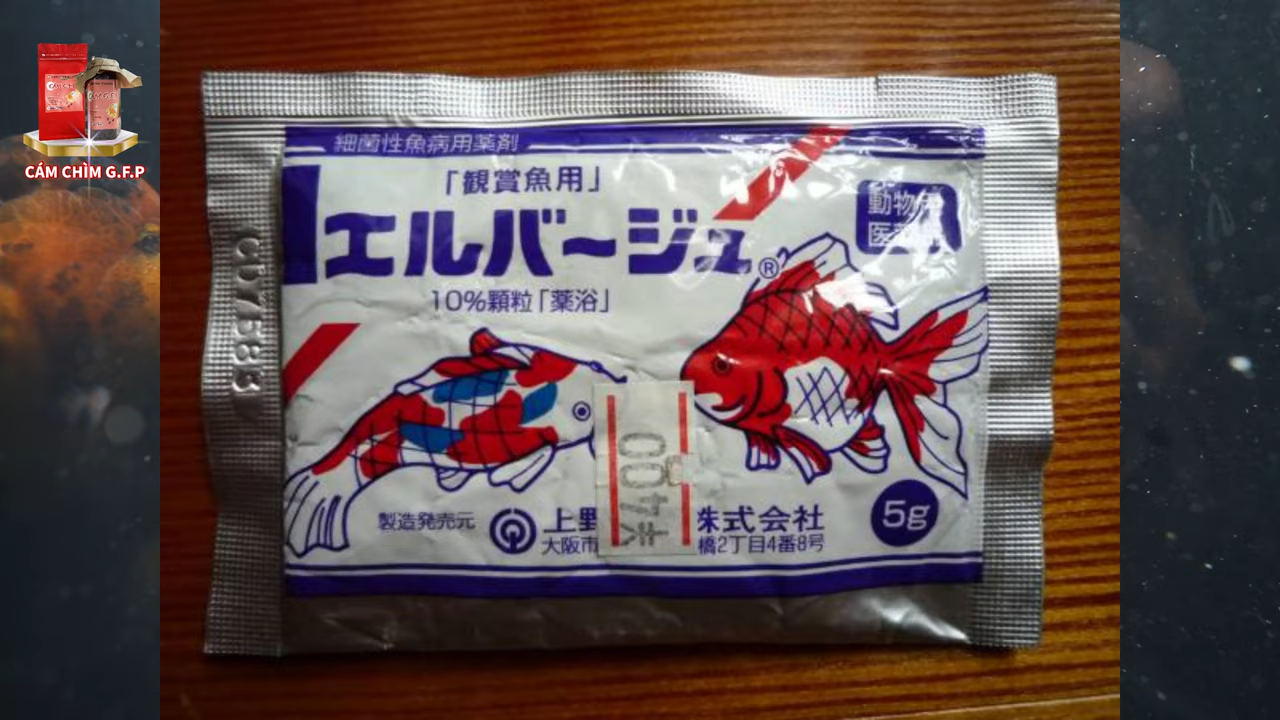 CÁM CHÌM G.F.P
細菌性魚病用薬剤
「観賞魚用」
エルバージュ®
動物用
医薬品
10%顆粒「薬浴」
C07583
¥400
製造発売元
上野 株式会社
大阪市 橋2丁目4番8号
5g